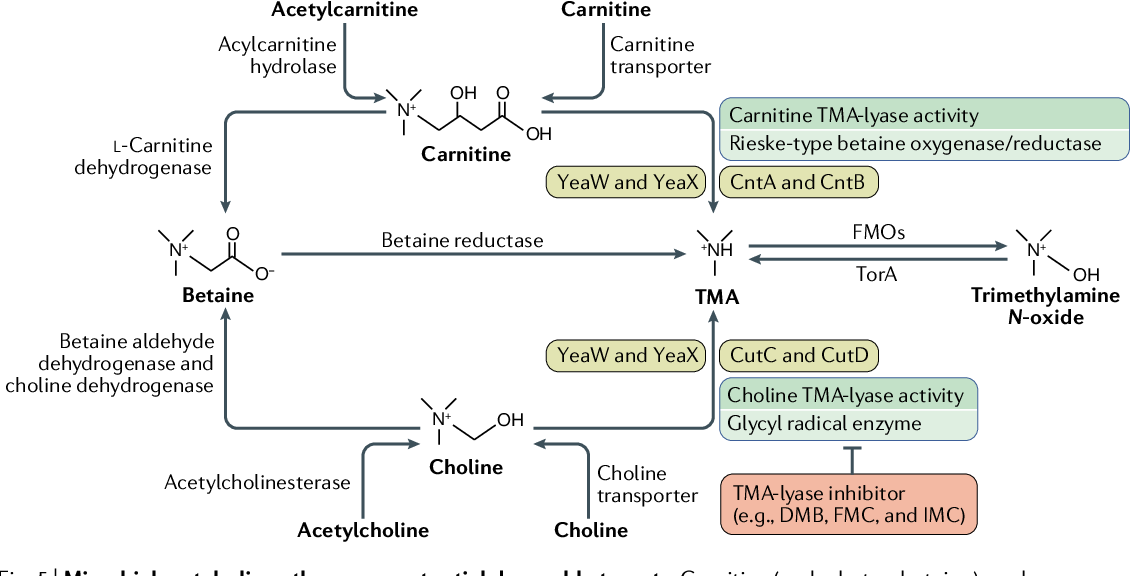 Acetylcarnitine
Carnitine
Acylcarnitine
hydrolase
Carnitine
transporter
N+
OH
O
OH
Carnitine
Carnitine TMA-lyase activity
Rieske-type betaine oxygenase/reductase
L-Carnitine
dehydrogenase
YeaW and YeaX
CntA and CntB
N+
O
O−
Betaine
Betaine reductase
+NH
TMA
FMOs
TorA
N+
OH
Trimethylamine
N-oxide
Betaine aldehyde
dehydrogenase and
choline dehydrogenase
YeaW and YeaX
CutC and CutD
Choline TMA-lyase activity
Glycyl radical enzyme
N+
OH
Choline
Acetylcholinesterase
Choline
transporter
TMA-lyase inhibitor
(e.g., DMB, FMC, and IMC)
Acetylcholine
Choline